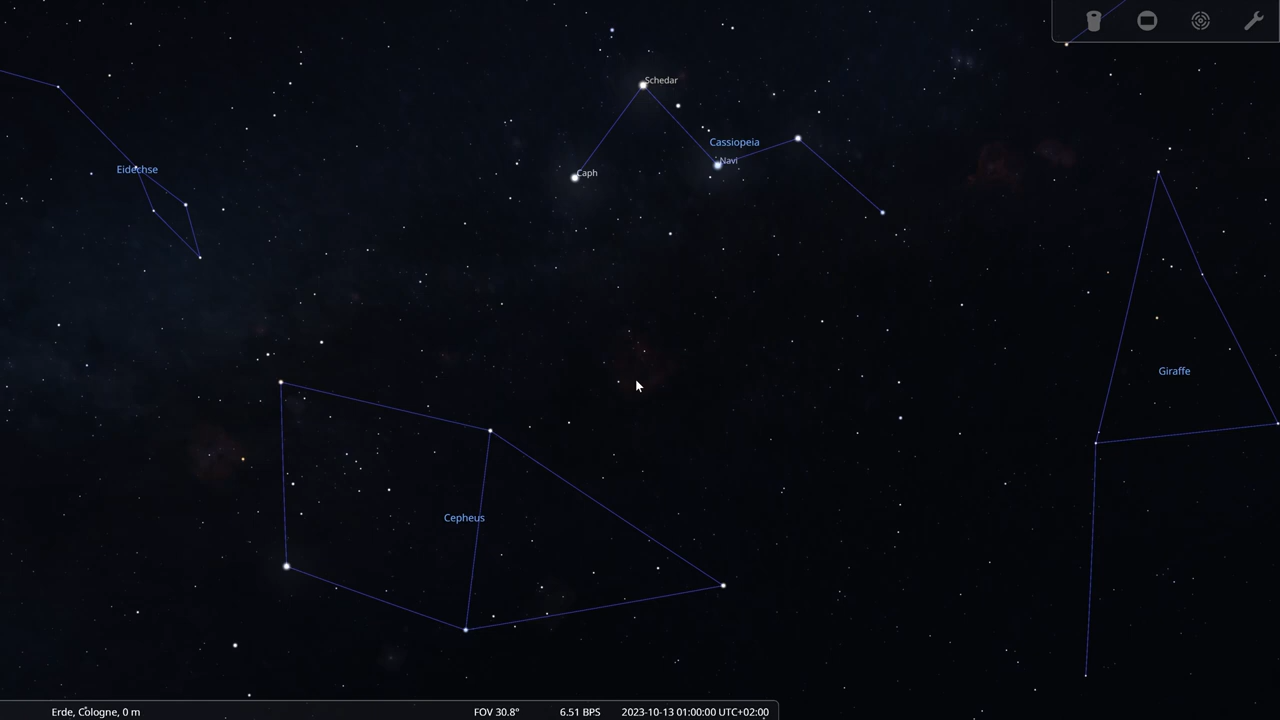 Schedar
Cassiopeia
Navi
Eidechse
Caph
Giraffe
Cepheus
Erde, Cologne, 0 m
FOV 30.8°
6.51 BPS
2023-10-13 01:00:00 UTC+02:00